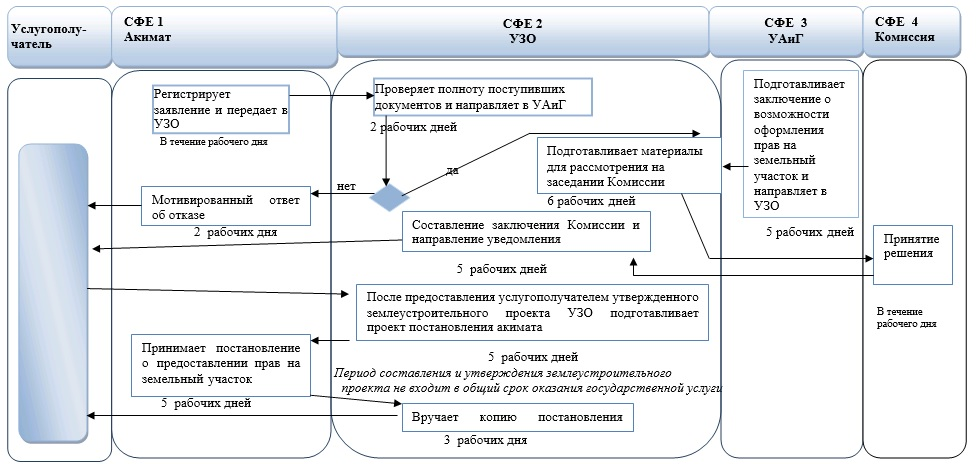 Услугополу-
чатель
СФЕ 1
Акимат
СФЕ 2
УЗО
СФЕ 3
УАиГ
СФЕ 4
Комиссия
Регистрирует
заявление и передает в
УЗО
В течение рабочего дня
Проверяет полноту поступивших
документов и направляет в УАиГ
2 рабочих дней
Подготавливает
заключение о
возможности
оформления
прав на
земельный
участок и
направляет в
УЗО
5 рабочих дней
да
нет
Подготавливает материалы
для рассмотрения на
заседании Комиссии
6 рабочих дней
Мотивированный ответ
об отказе
2 рабочих дня
Составление заключения Комиссии и
направление уведомления
5 рабочих дней
Принятие
решения
В течение
рабочего дня
После предоставления услугополучателем утвержденного
землеустроительного проекта УЗО подготавливает
проект постановления акимата
5 рабочих дней
Принимает постановление
о предоставлении прав на
земельный участок
5 рабочих дней
Период составления и утверждения землеустроительного
проекта не входит в общий срок оказания государственной услуги
Вручает копию постановления
3 рабочих дня